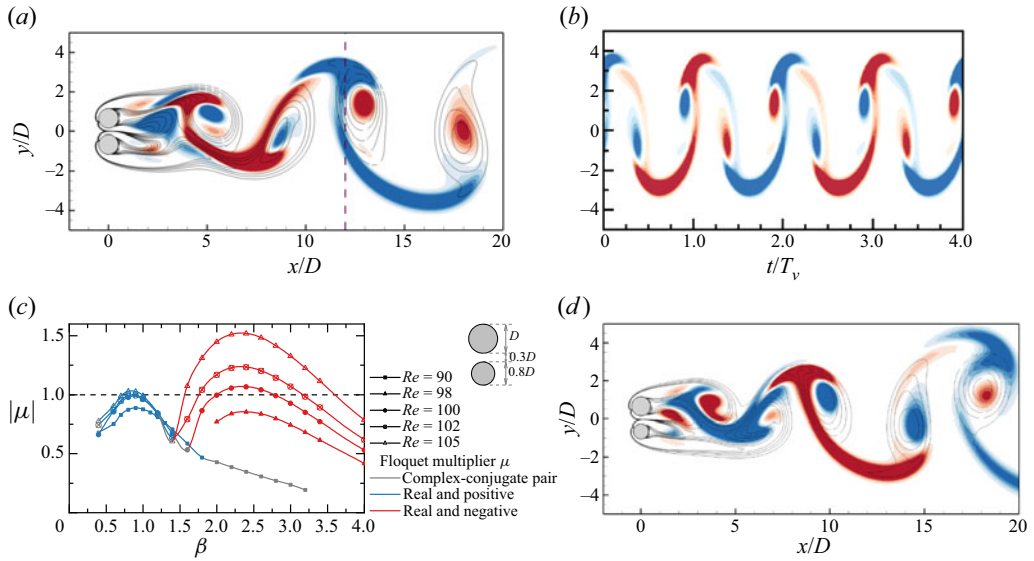 (a)
4
2
0
−2
−4
y/D
0
5
10
15
20
x/D
(b)
4
2
0
−2
−4
0
1.0
2.0
3.0
4.0
t/Tv
(c)
1.5
1.0
0.5
|μ|
0
0.5
1.0
1.5
2.0
2.5
3.0
3.5
4.0
β
D
0.3D
0.8D
Re = 90
Re = 98
Re = 100
Re = 102
Re = 105
Floquet multiplier μ
Complex-conjugate pair
Real and positive
Real and negative
(d)
4
2
0
−2
−4
y/D
0
5
10
15
20
x/D